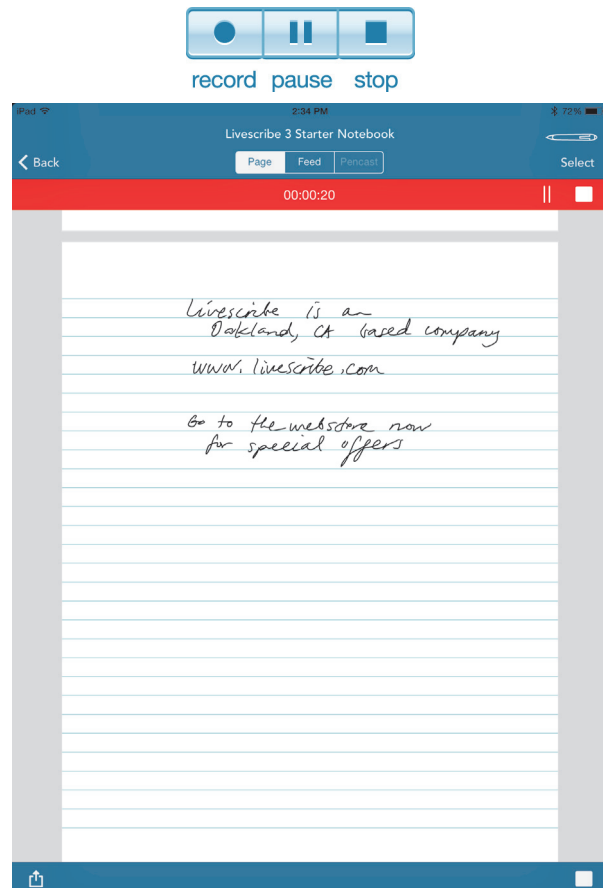 record pause stop
iPad 2:34 PM 72%
Livescribe 3 Starter Notebook
Back Page Feed Pencast Select
00:00:20
Livescribe is an
Oakland, CA based company
www.livescribe.com
Go to the webstore now
for special offers